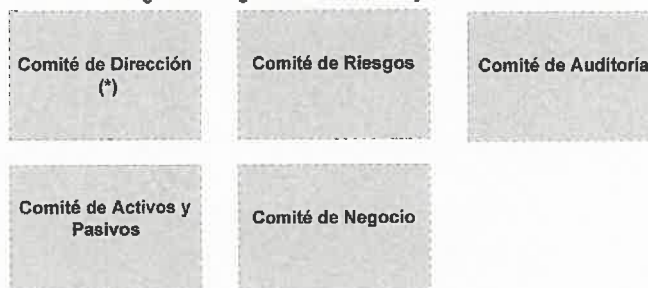 Comité de Dirección
(*)
Comité de Riesgos
Comité de Auditoría
Comité de Activos y
Pasivos
Comité de Negocio